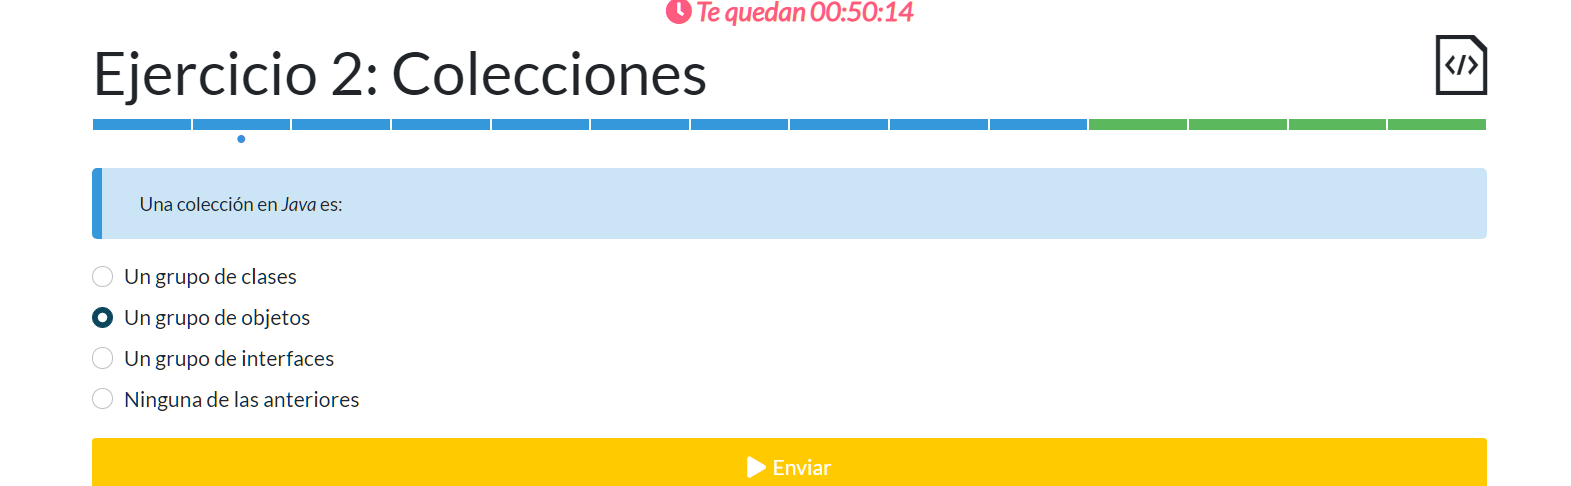 Te quedan 00:50:14
Ejercicio 2: Colecciones
</>
Una colección en Java es:
Un grupo de clases
Un grupo de objetos
Un grupo de interfaces
Ninguna de las anteriores
Enviar